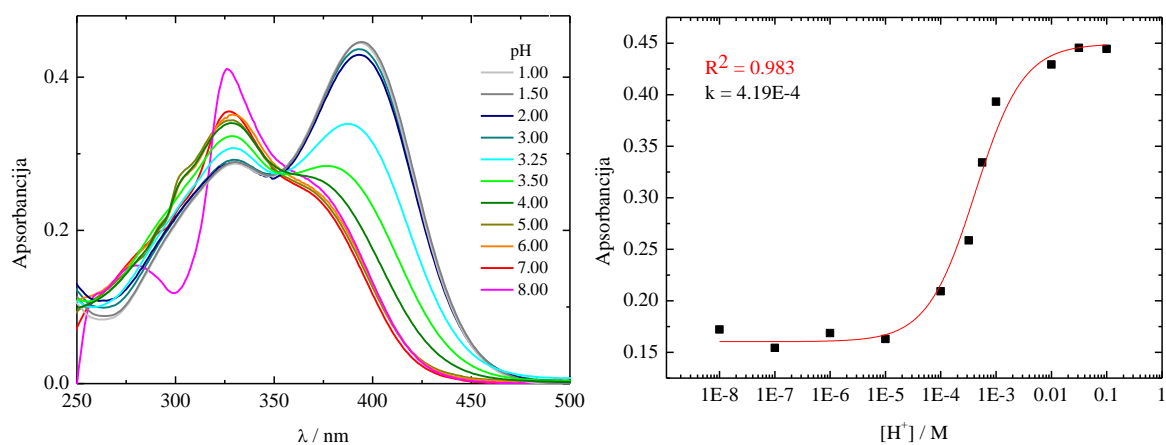 pH
1.00
1.50
2.00
3.00
3.25
3.50
4.00
5.00
6.00
7.00
8.00
0.4
0.2
0.0
Apsorbancija
250 300 350 400 450 500
λ / nm
R² = 0.983
k = 4.19E-4
0.45
0.40
0.35
0.30
0.25
0.20
0.15
Apsorbancija
1E-8 1E-7 1E-6 1E-5 1E-4 1E-3 0.01 0.1 1
[H⁺] / M